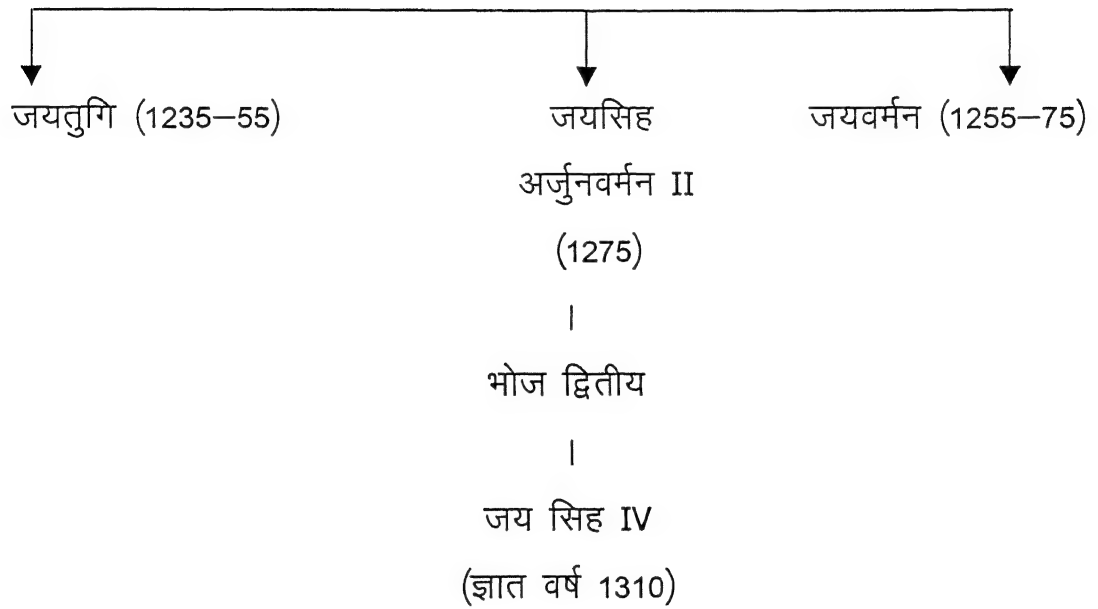 जयतुगि (1235–55) जयसिह जयवर्मन (1255–75)
अर्जुनवर्मन II
(1275)
भोज द्वितीय
जय सिह IV
(ज्ञात वर्ष 1310)